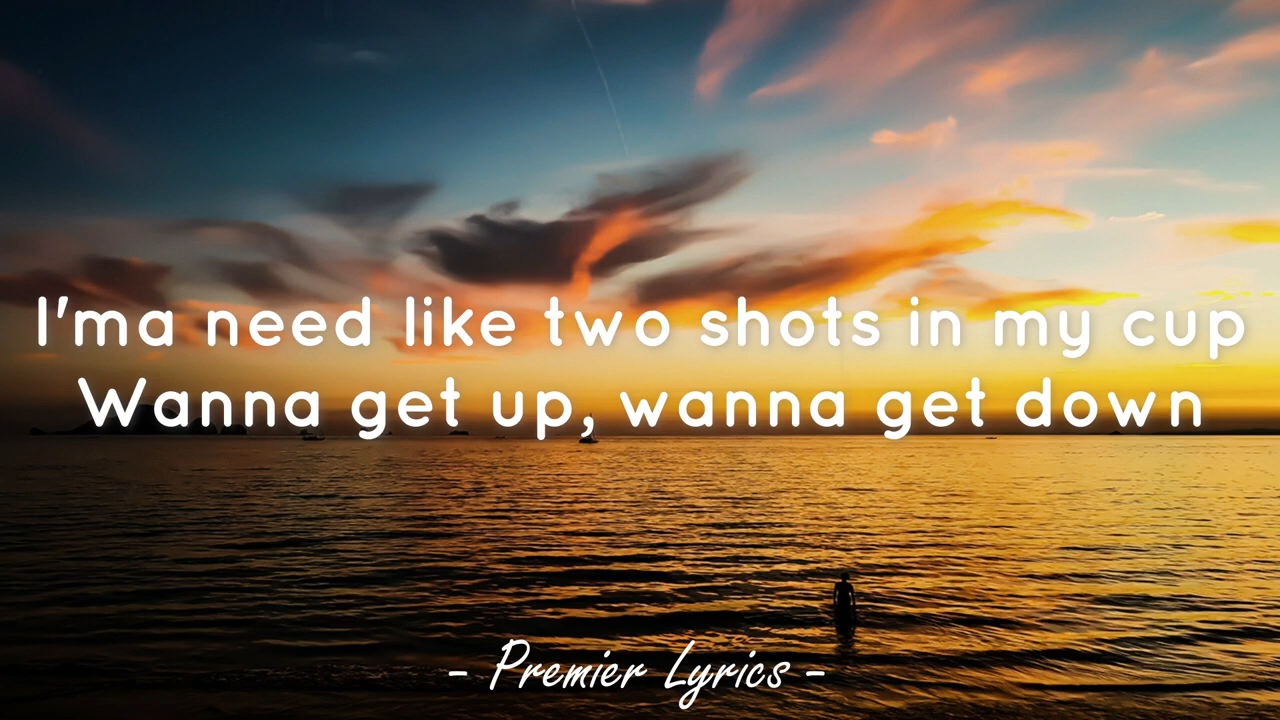 I'ma need like two shots in my cup
Wanna get up, wanna get down
- Premier Lyrics -